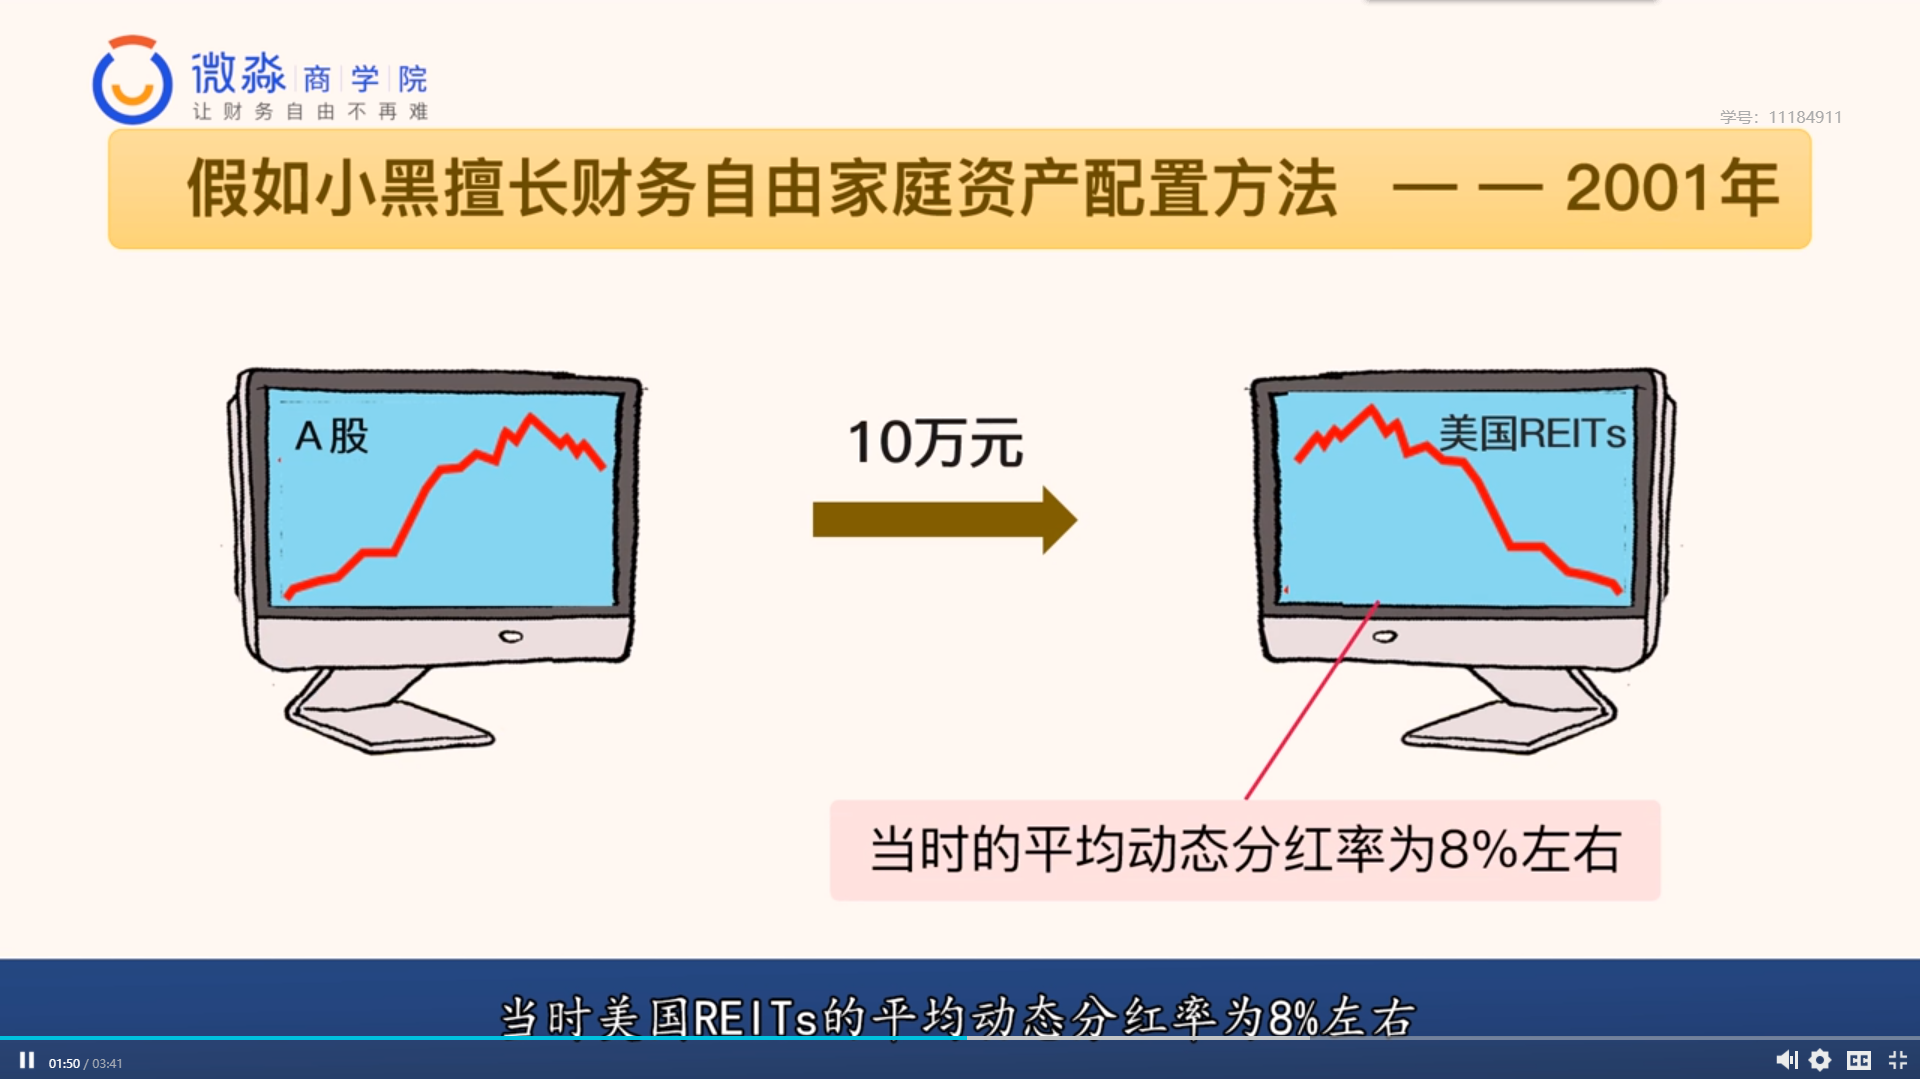 微淼 商 学 院
让财务自由不再难
学号：11184911
假如小黑擅长财务自由家庭资产配置方法 — — 2001年
A股
10万元
美国REITs
当时的平均动态分红率为8%左右
当时美国REITs的平均动态分红率为8%左右
01:50 / 03:41
CC